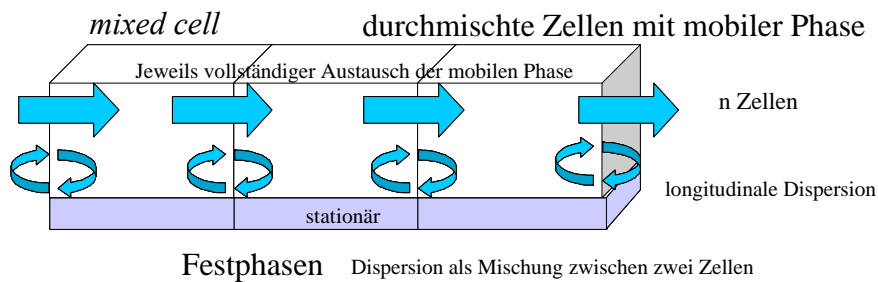 mixed cell
durchmischte Zellen mit mobiler Phase
Jeweils vollständiger Austausch der mobilen Phase
n Zellen
longitudinale Dispersion
stationär
Festphasen
Dispersion als Mischung zwischen zwei Zellen